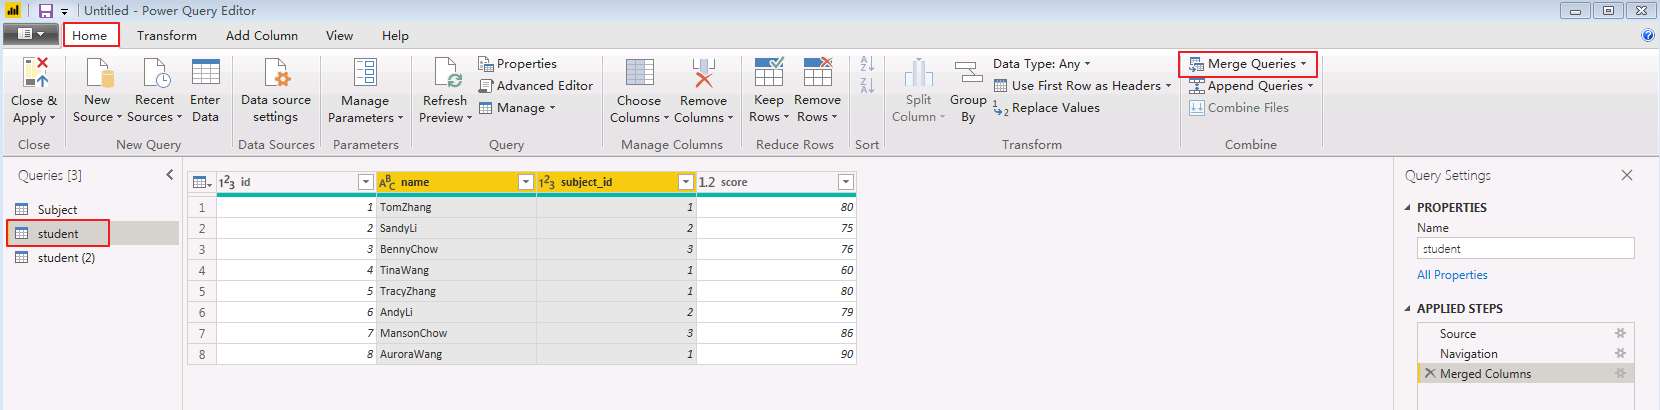 Untitled - Power Query Editor
Home Transform Add Column View Help
Close & Apply
Close
New Source
Recent Sources
Enter Data
New Query
Data source settings
Data Sources
Manage Parameters
Parameters
Refresh Preview
Properties
Advanced Editor
Manage
Query
Choose Columns
Remove Columns
Manage Columns
Keep Rows
Remove Rows
Reduce Rows
A Z
Z A
Sort
Split Column
Group By
Data Type: Any
Use First Row as Headers
1 2 Replace Values
Transform
Merge Queries
Append Queries
Combine Files
Combine
Queries [3]
Subject
student
student (2)
123 id ABC name 123 subject_id 1.2 score
1 1 TomZhang 1 80
2 2 SandyLi 2 75
3 3 BennyChow 3 76
4 4 TinaWang 1 60
5 5 TracyZhang 1 80
6 6 AndyLi 2 79
7 7 MansonChow 3 86
8 8 AuroraWang 1 90
Query Settings
PROPERTIES
Name
student
All Properties
APPLIED STEPS
Source
Navigation
Merged Columns